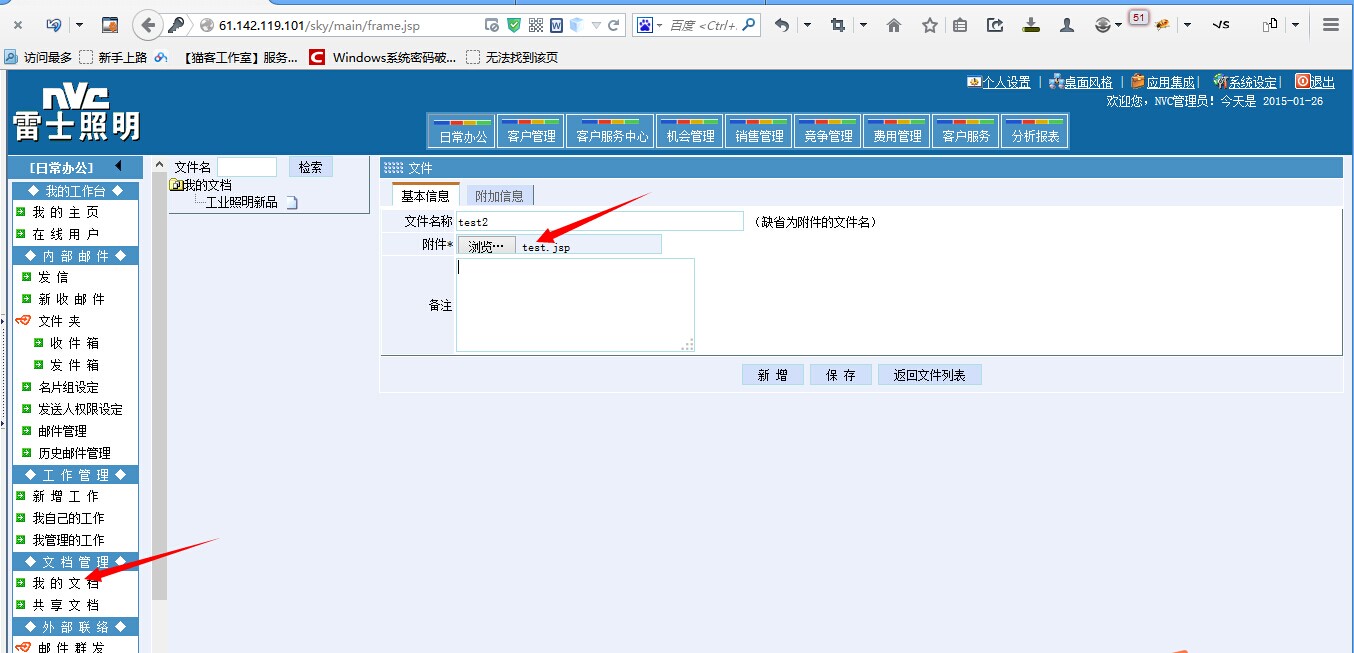 61.142.119.101/sky/main/frame.jsp
百度 <Ctrl+.
51
访问最多 新手上路 【猫客工作室】服务... Windows系统密码破... 无法找到该页
NVC
雷士照明
个人设置 | 桌面风格 | 应用集成| 系统设定| 退出
欢迎您，NVC管理员！今天是 2015-01-26
日常办公 客户管理 客户服务中心 机会管理 销售管理 竞争管理 费用管理 客户服务 分析报表
[日常办公]
◆ 我的工作台 ◆
我 的 主 页
在 线 用 户
◆ 内 部 邮 件 ◆
发 信
新 收 邮 件
文件 夹
收 件 箱
发 件 箱
名片组设定
发送人权限设定
邮件管理
历史邮件管理
◆ 工 作 管 理 ◆
新 增 工 作
我自己的工作
我管理的工作
◆ 文 档 管 理 ◆
我 的 文 档
共 享 文 档
◆ 外 部 联 络 ◆
邮 件 群 发
文件名 检索
我的文档
工业照明新品
文件
基本信息 附加信息
文件名称 test2 （缺省为附件的文件名）
附件* 浏览… test.jsp
备注
新 增 保 存 返回文件列表